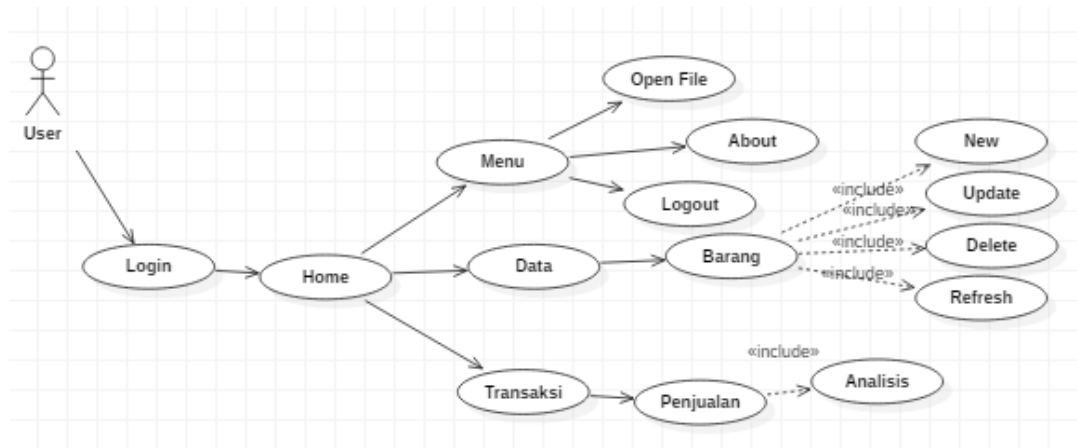 User
Login
Home
Menu
Open File
About
Logout
Data
Barang
«include»
New
«include»
Update
«include»
Delete
«include»
Refresh
Transaksi
Penjualan
«include»
Analisis